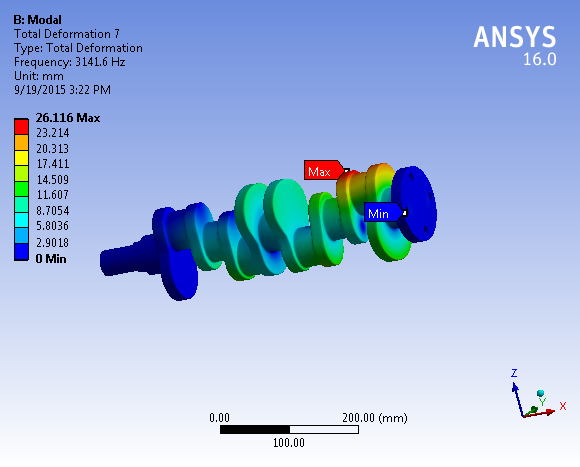 B: Modal
Total Deformation 7
Type: Total Deformation
Frequency: 3141.6 Hz
Unit: mm
9/19/2015 3:22 PM
ANSYS
16.0
26.116 Max
23.214
20.313
17.411
14.509
11.607
8.7054
5.8036
2.9018
0 Min
Max
Min
0.00
200.00 (mm)
100.00
Z
Y
X